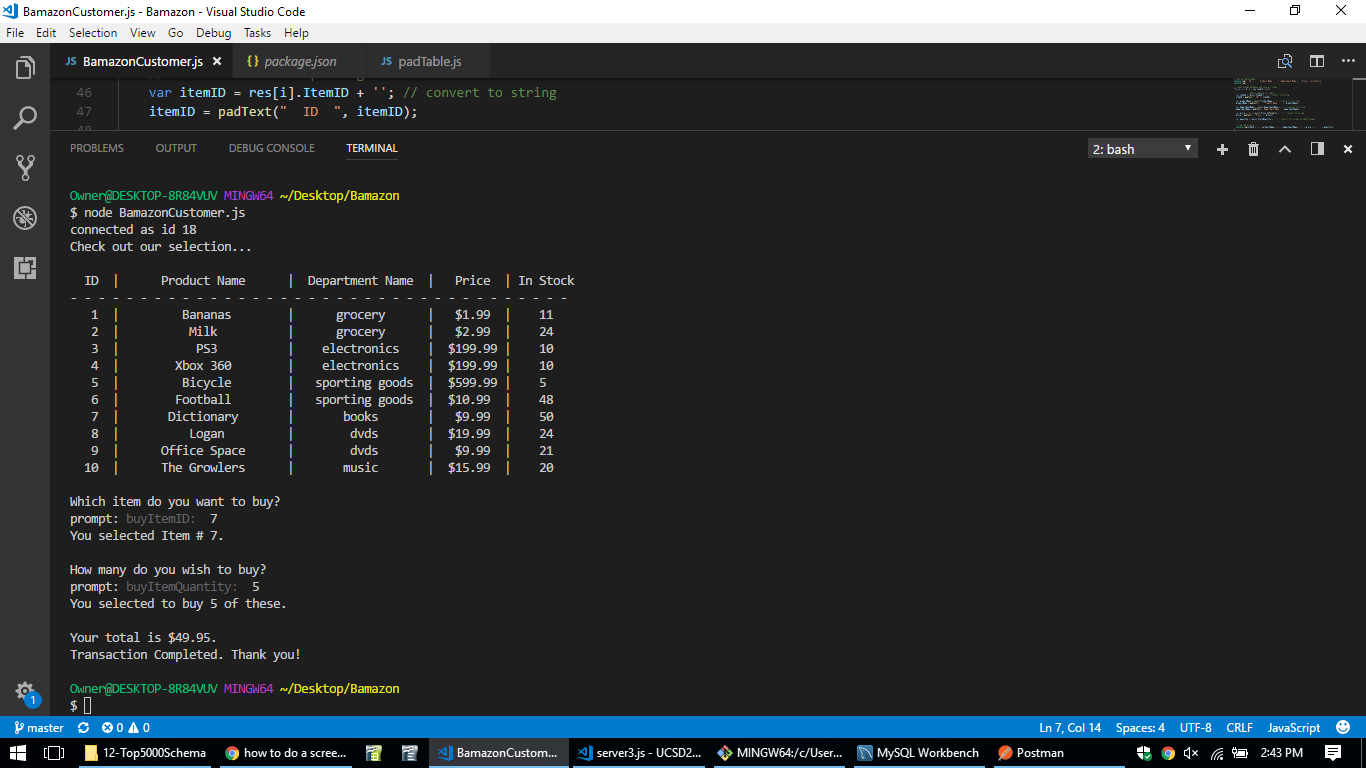 BamazonCustomer.js - Bamazon - Visual Studio Code
File Edit Selection View Go Debug Tasks Help
JS BamazonCustomer.js × {} package.json JS padTable.js
46 var itemID = res[i].ItemID + ''; // convert to string
47 itemID = padText("  ID  ", itemID);
PROBLEMS OUTPUT DEBUG CONSOLE TERMINAL 2: bash
Owner@DESKTOP-8R84VUV MINGW64 ~/Desktop/Bamazon
$ node BamazonCustomer.js
connected as id 18
Check out our selection...
ID | Product Name | Department Name | Price | In Stock
- - - - - - - - - - - - - - - - - - - - - - - - - - - - - - - - - - - -
1 | Bananas | grocery | $1.99 | 11
2 | Milk | grocery | $2.99 | 24
3 | PS3 | electronics | $199.99 | 10
4 | Xbox 360 | electronics | $199.99 | 10
5 | Bicycle | sporting goods | $599.99 | 5
6 | Football | sporting goods | $10.99 | 48
7 | Dictionary | books | $9.99 | 50
8 | Logan | dvds | $19.99 | 24
9 | Office Space | dvds | $9.99 | 21
10 | The Growlers | music | $15.99 | 20
Which item do you want to buy?
prompt: buyItemID:  7
You selected Item # 7.
How many do you wish to buy?
prompt: buyItemQuantity:  5
You selected to buy 5 of these.
Your total is $49.95.
Transaction Completed. Thank you!
Owner@DESKTOP-8R84VUV MINGW64 ~/Desktop/Bamazon
$
1
master 0 0 Ln 7, Col 14 Spaces: 4 UTF-8 CRLF JavaScript
12-Top5000Schema how to do a scree... BamazonCustom... server3.js - UCSD2... MINGW64:/c/User... MySQL Workbench Postman 2:43 PM